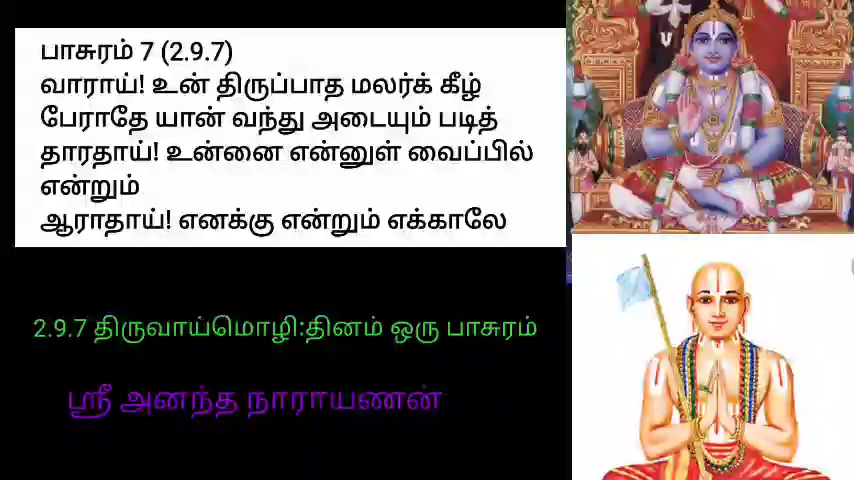 பாசுரம் 7 (2.9.7)
வாராய்! உன் திருப்பாத மலர்க் கீழ்
பேராதே யான் வந்து அடையும் படித்
தாரதாய்! உன்னை என்னுள் வைப்பில்
என்றும்
ஆராதாய்! எனக்கு என்றும் எக்காலே
2.9.7 திருவாய்மொழி:தினம் ஒரு பாசுரம்
ஸ்ரீ அனந்த நாராயணன்